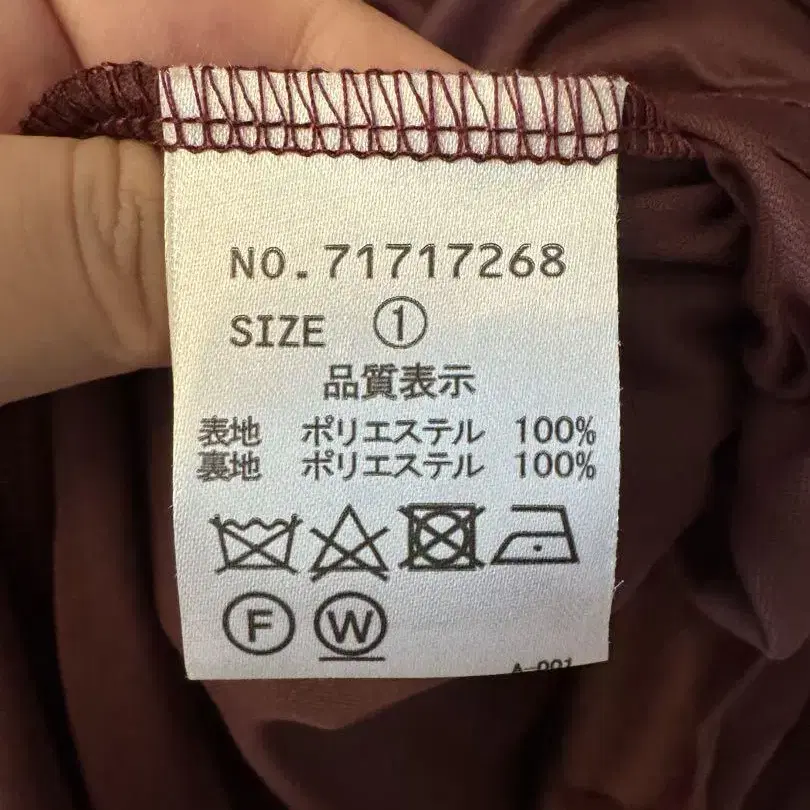 NO.71717268
SIZE ①
品質表示
表地 ポリエステル 100%
裏地 ポリエステル 100%
Ⓕ Ⓦ
A-001